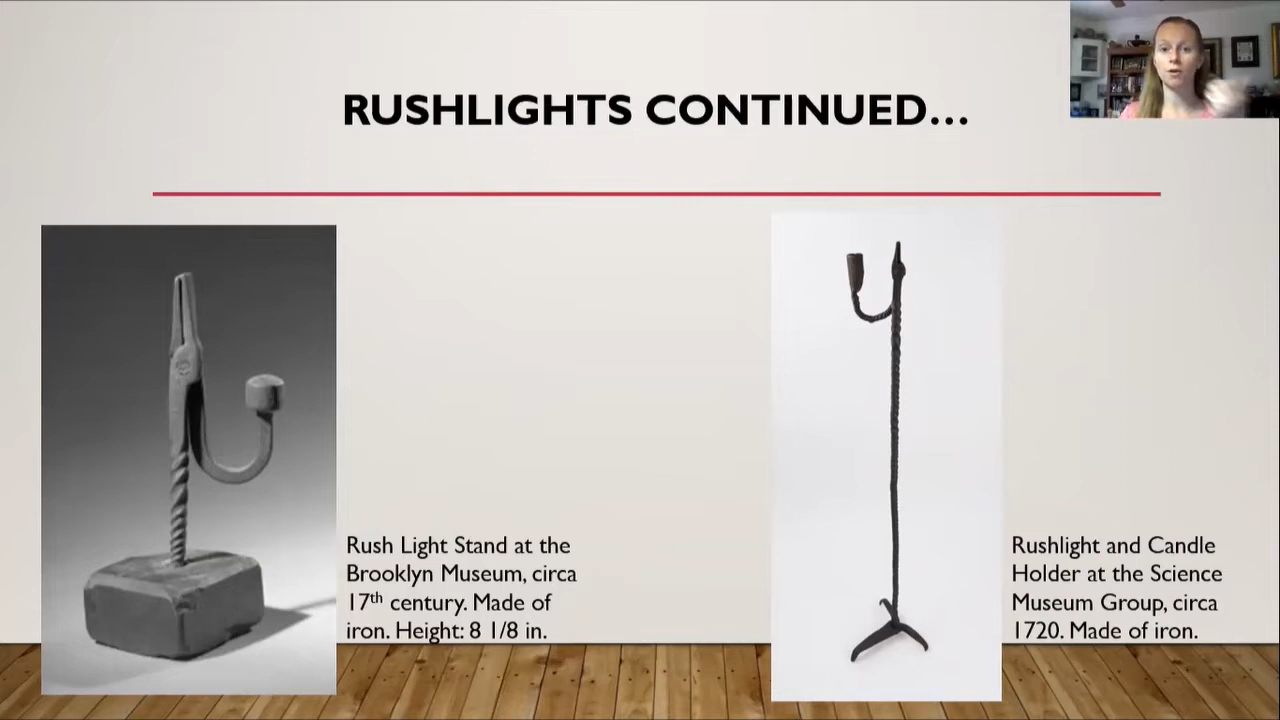 RUSHLIGHTS CONTINUED...
Rush Light Stand at the
Brooklyn Museum, circa
17th century. Made of
iron. Height: 8 1/8 in.
Rushlight and Candle
Holder at the Science
Museum Group, circa
1720. Made of iron.